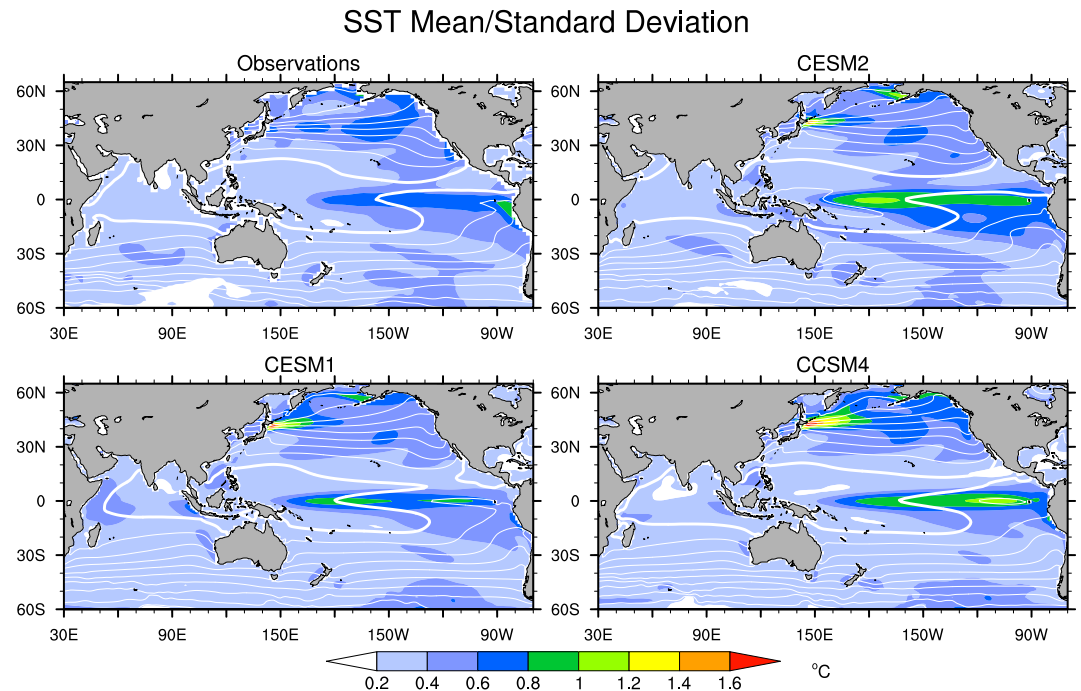 SST Mean/Standard Deviation
Observations
CESM2
60N
30N
0
30S
60S
30E 90E 150E 150W 90W
60N
30N
0
30S
60S
30E 90E 150E 150W 90W
CESM1
CCSM4
60N
30N
0
30S
60S
30E 90E 150E 150W 90W
60N
30N
0
30S
60S
30E 90E 150E 150W 90W
0.2 0.4 0.6 0.8 1 1.2 1.4 1.6
°C